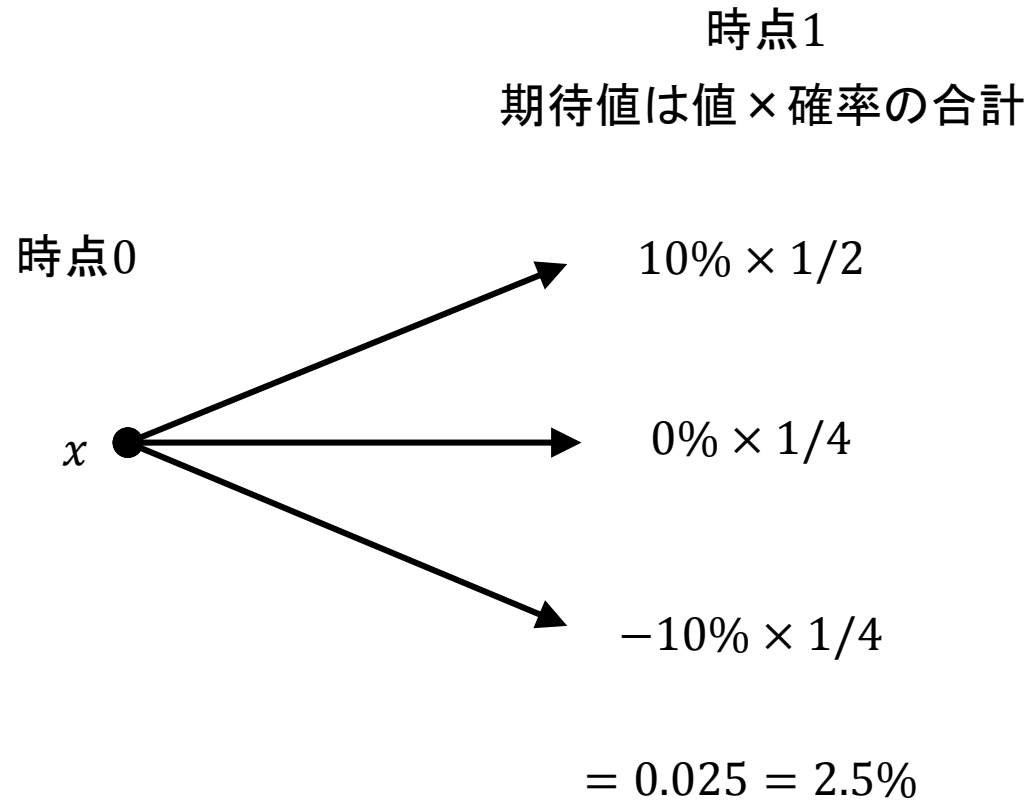 時点1
期待値は値×確率の合計
時点0
10% × 1/2
x
0% × 1/4
−10% × 1/4
= 0.025 = 2.5%